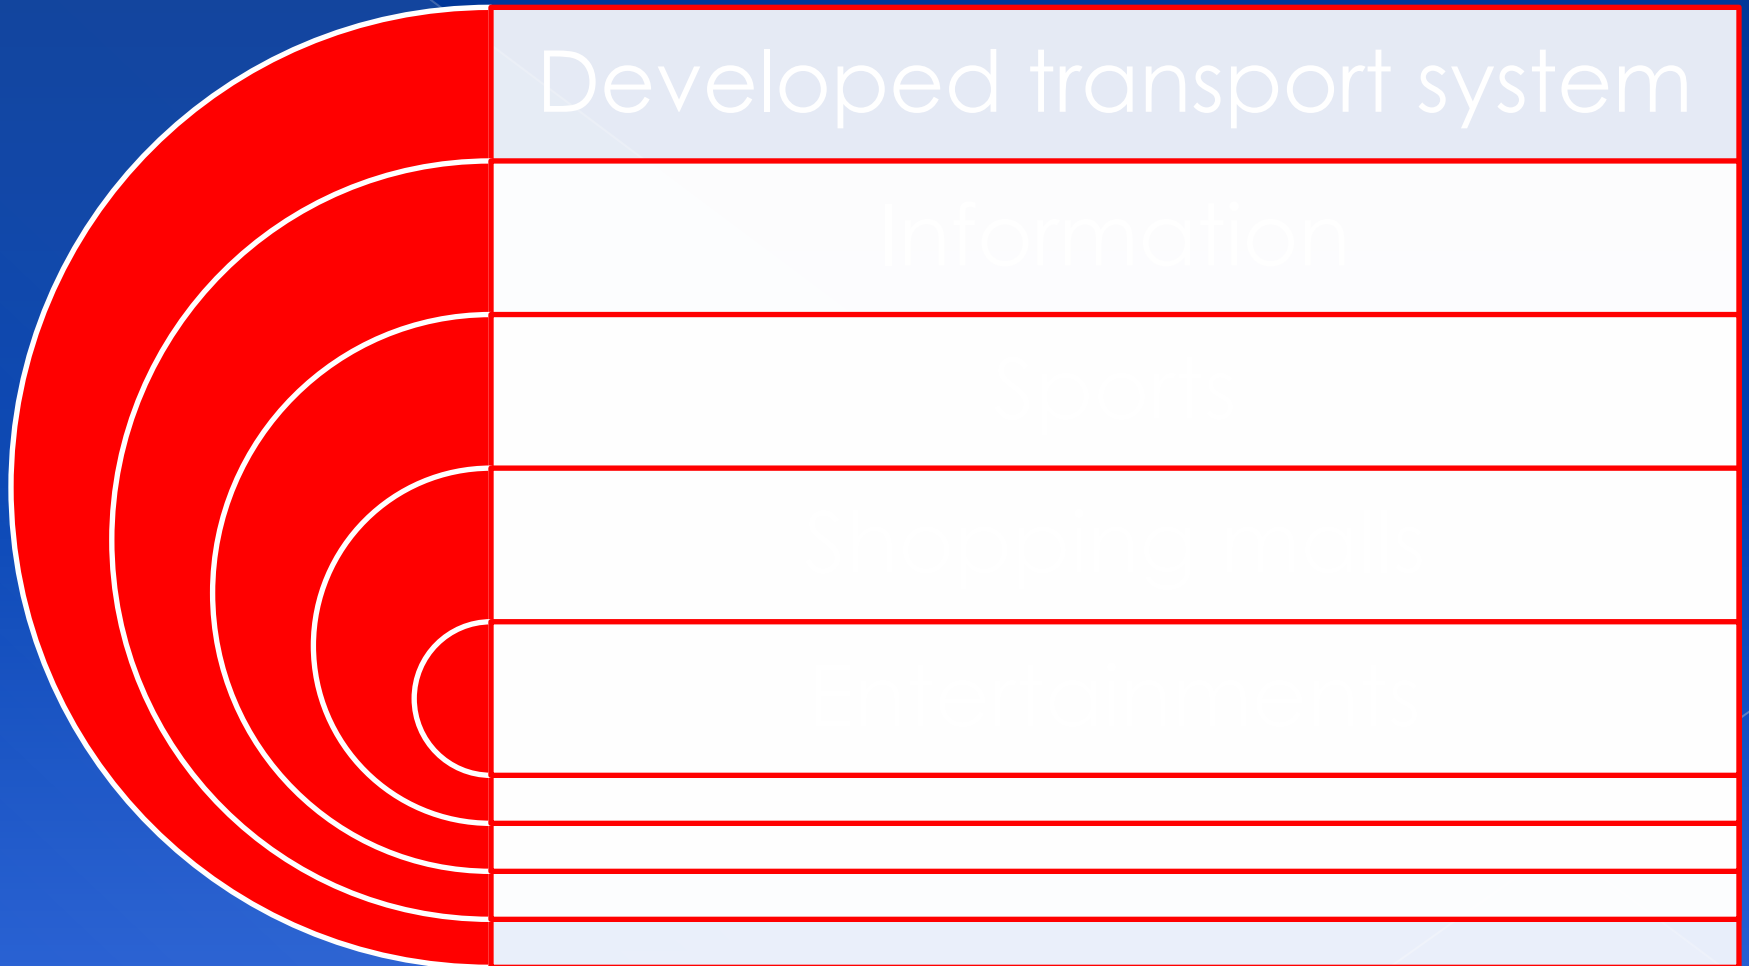 Developed transport system
Information
Sports
Shopping malls
Entertainments